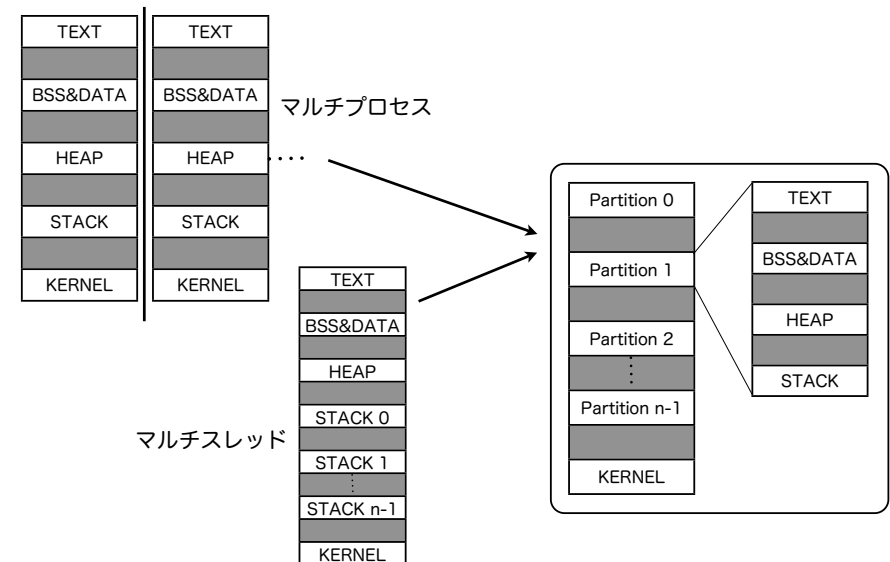 TEXT
BSS&DATA
HEAP
STACK
KERNEL
TEXT
BSS&DATA
HEAP
STACK
KERNEL
マルチプロセス
マルチスレッド
TEXT
BSS&DATA
HEAP
STACK 0
STACK 1
STACK n-1
KERNEL
Partition 0
Partition 1
Partition 2
Partition n-1
KERNEL
TEXT
BSS&DATA
HEAP
STACK